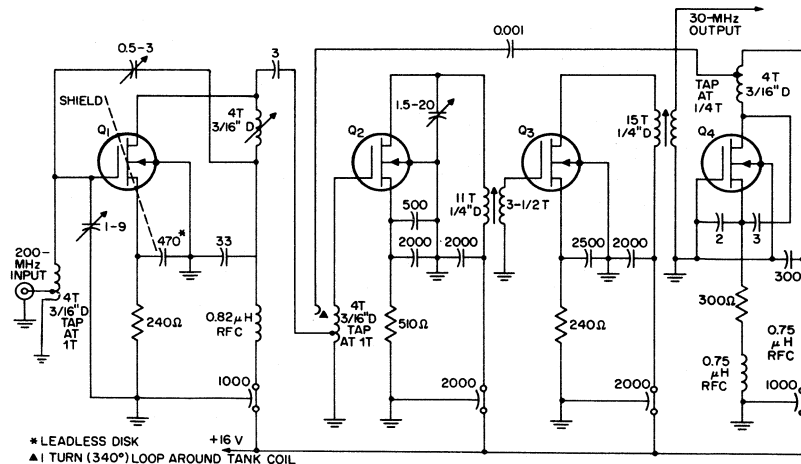 0.5-3
3
0.001
30-MHz
OUTPUT
SHIELD
4T
3/16"D
Q1
1.5-20
Q2
Q3
15T
1/4"D
TAP
AT
1/4T
4T
3/16"D
Q4
1-9
470*
33
500
2000
2000
11T
1/4"D
3-1/2T
2500
2000
2
3
300
200-
MHz
INPUT
4T
3/16"D
TAP
AT
1T
240Ω
0.82μH
RFC
4T
3/16"D
TAP
AT 1T
510Ω
240Ω
300Ω
0.75
μH
RFC
0.75
μH
RFC
1000
2000
2000
1000
* LEADLESS DISK
+16 V
▲ 1 TURN (340°) LOOP AROUND TANK COIL